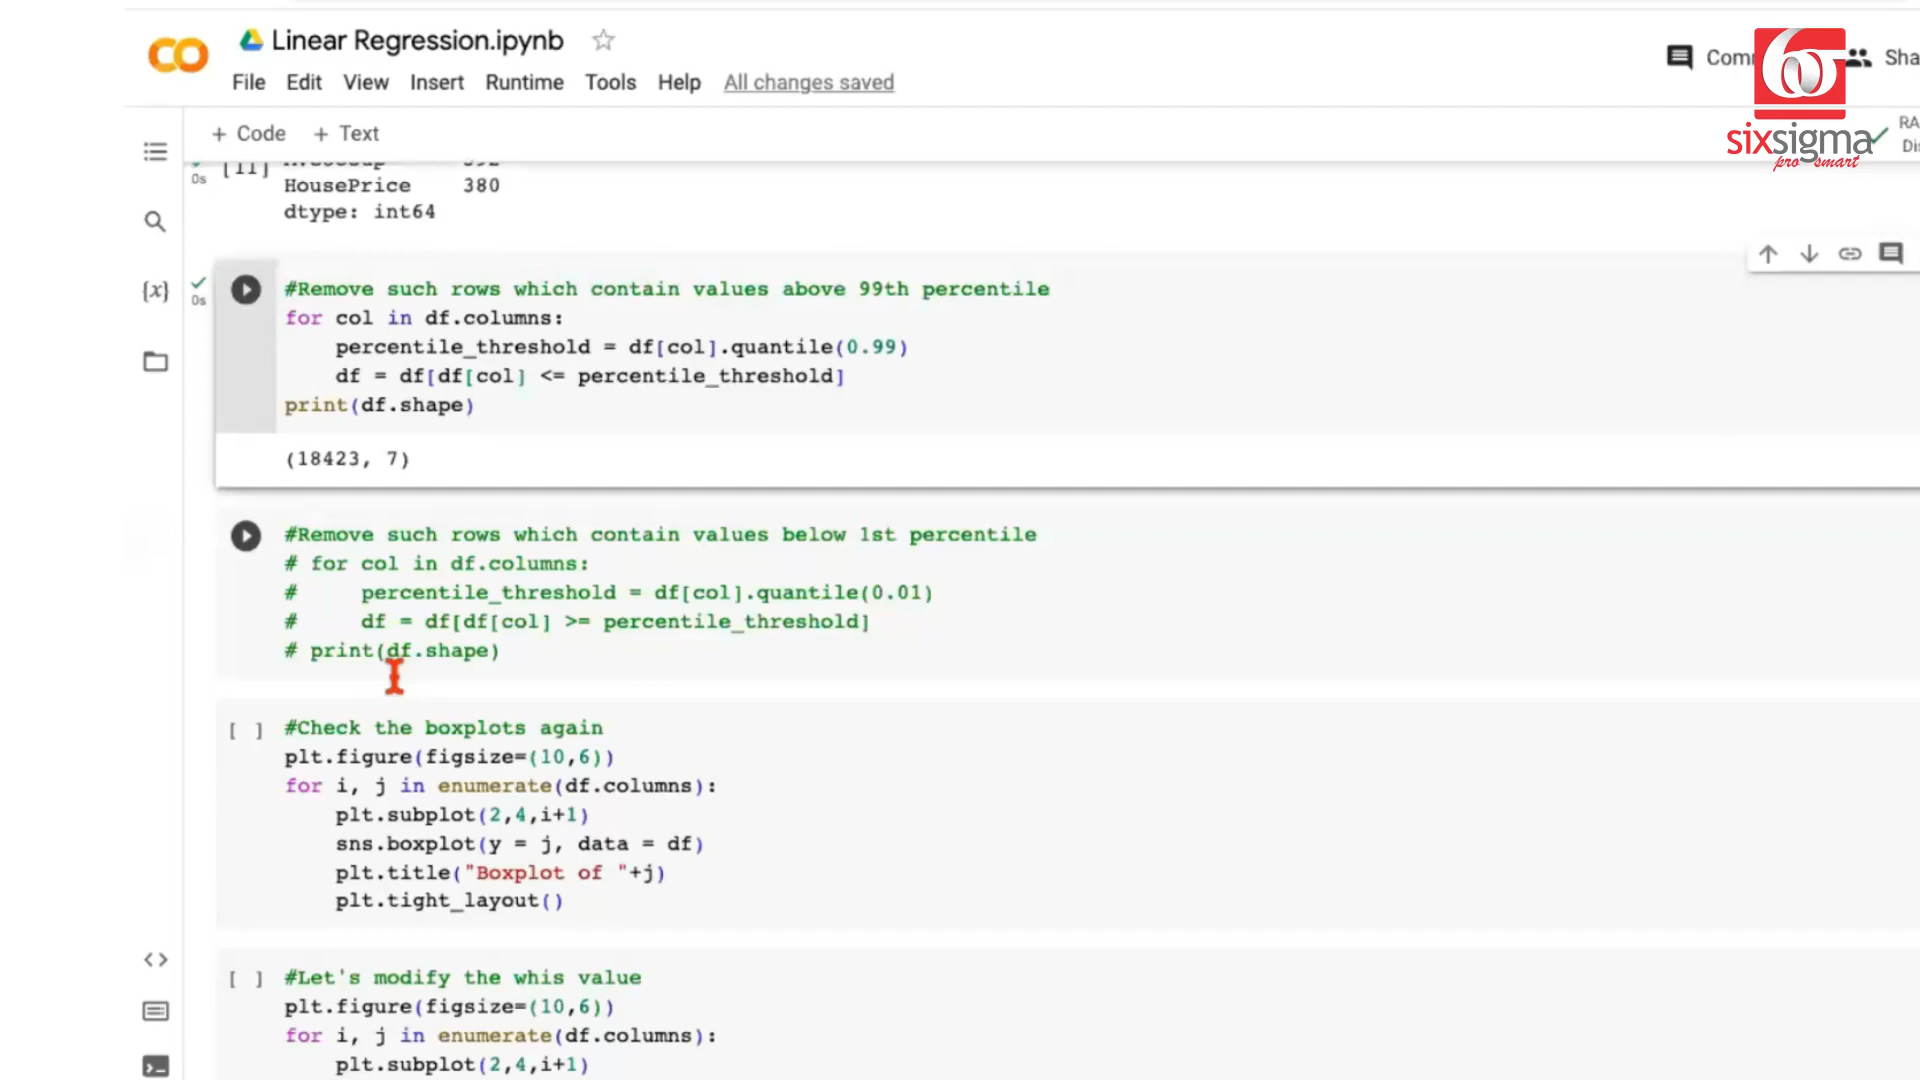 Linear Regression.ipynb
File Edit View Insert Runtime Tools Help All changes saved
Sha
sixsigma
pro smart
+ Code + Text
RA
[11]
0s
HousePrice 380
dtype: int64
0s
#Remove such rows which contain values above 99th percentile
for col in df.columns:
    percentile_threshold = df[col].quantile(0.99)
    df = df[df[col] <= percentile_threshold]
print(df.shape)
(18423, 7)
#Remove such rows which contain values below 1st percentile
# for col in df.columns:
#     percentile_threshold = df[col].quantile(0.01)
#     df = df[df[col] >= percentile_threshold]
# print(df.shape)
[ ] #Check the boxplots again
plt.figure(figsize=(10,6))
for i, j in enumerate(df.columns):
    plt.subplot(2,4,i+1)
    sns.boxplot(y = j, data = df)
    plt.title("Boxplot of "+j)
    plt.tight_layout()
[ ] #Let's modify the whis value
plt.figure(figsize=(10,6))
for i, j in enumerate(df.columns):
    plt.subplot(2,4,i+1)